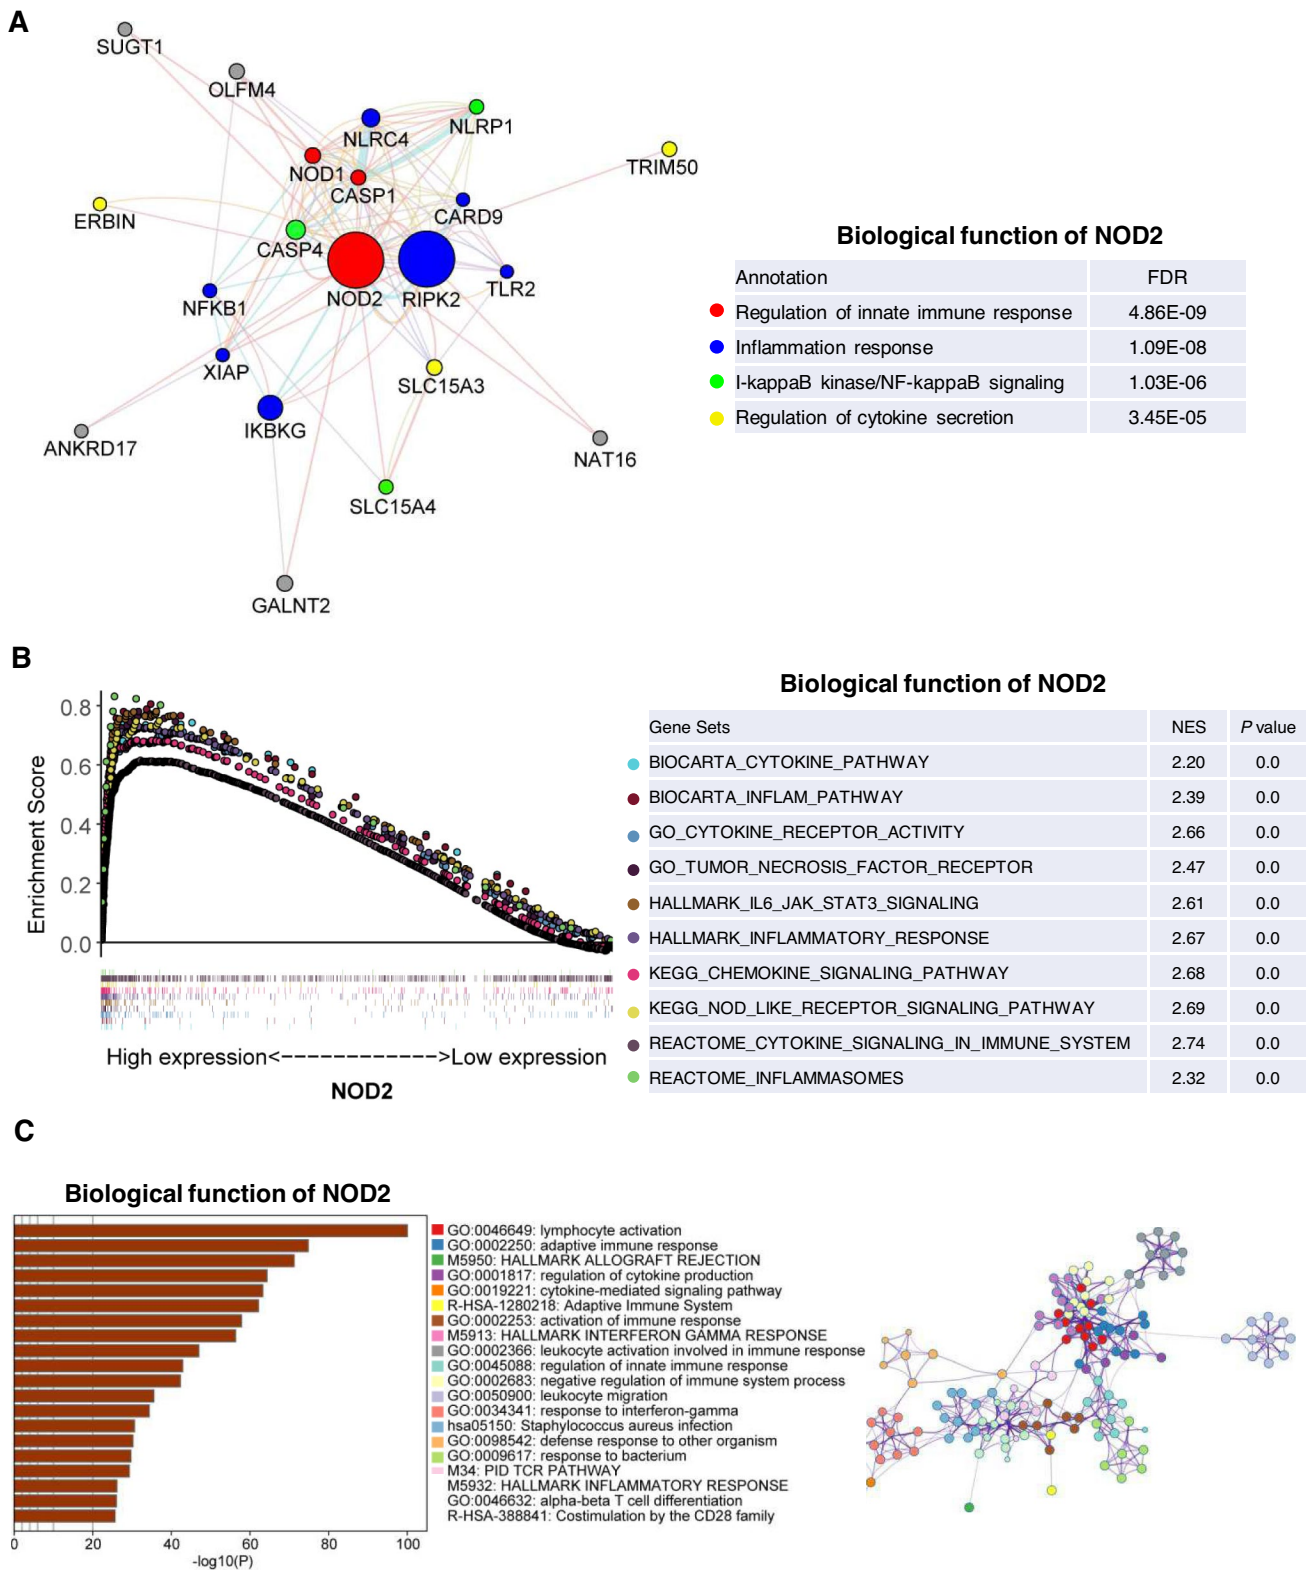 A
SUGT1
OLFM4
NLRC4
NLRP1
NOD1
CASP1
TRIM50
ERBIN
CARD9
CASP4
NOD2
RIPK2
TLR2
NFKB1
XIAP
SLC15A3
IKBKG
ANKRD17
NAT16
SLC15A4
GALNT2
Biological function of NOD2
Annotation FDR
Regulation of innate immune response 4.86E-09
Inflammation response 1.09E-08
I-kappaB kinase/NF-kappaB signaling 1.03E-06
Regulation of cytokine secretion 3.45E-05
B
Enrichment Score
0.8
0.6
0.4
0.2
0.0
High expression<------------>Low expression
NOD2
Biological function of NOD2
Gene Sets NES P value
BIOCARTA_CYTOKINE_PATHWAY 2.20 0.0
BIOCARTA_INFLAM_PATHWAY 2.39 0.0
GO_CYTOKINE_RECEPTOR_ACTIVITY 2.66 0.0
GO_TUMOR_NECROSIS_FACTOR_RECEPTOR 2.47 0.0
HALLMARK_IL6_JAK_STAT3_SIGNALING 2.61 0.0
HALLMARK_INFLAMMATORY_RESPONSE 2.67 0.0
KEGG_CHEMOKINE_SIGNALING_PATHWAY 2.68 0.0
KEGG_NOD_LIKE_RECEPTOR_SIGNALING_PATHWAY 2.69 0.0
REACTOME_CYTOKINE_SIGNALING_IN_IMMUNE_SYSTEM 2.74 0.0
REACTOME_INFLAMMASOMES 2.32 0.0
C
Biological function of NOD2
GO:0046649: lymphocyte activation
GO:0002250: adaptive immune response
M5950: HALLMARK ALLOGRAFT REJECTION
GO:0001817: regulation of cytokine production
GO:0019221: cytokine-mediated signaling pathway
R-HSA-1280218: Adaptive Immune System
GO:0002253: activation of immune response
M5913: HALLMARK INTERFERON GAMMA RESPONSE
GO:0002366: leukocyte activation involved in immune response
GO:0045088: regulation of innate immune response
GO:0002683: negative regulation of immune system process
GO:0050900: leukocyte migration
GO:0034341: response to interferon-gamma
hsa05150: Staphylococcus aureus infection
GO:0098542: defense response to other organism
GO:0009617: response to bacterium
M34: PID TCR PATHWAY
M5932: HALLMARK INFLAMMATORY RESPONSE
GO:0046632: alpha-beta T cell differentiation
R-HSA-388841: Costimulation by the CD28 family
0 20 40 60 80 100
-log10(P)